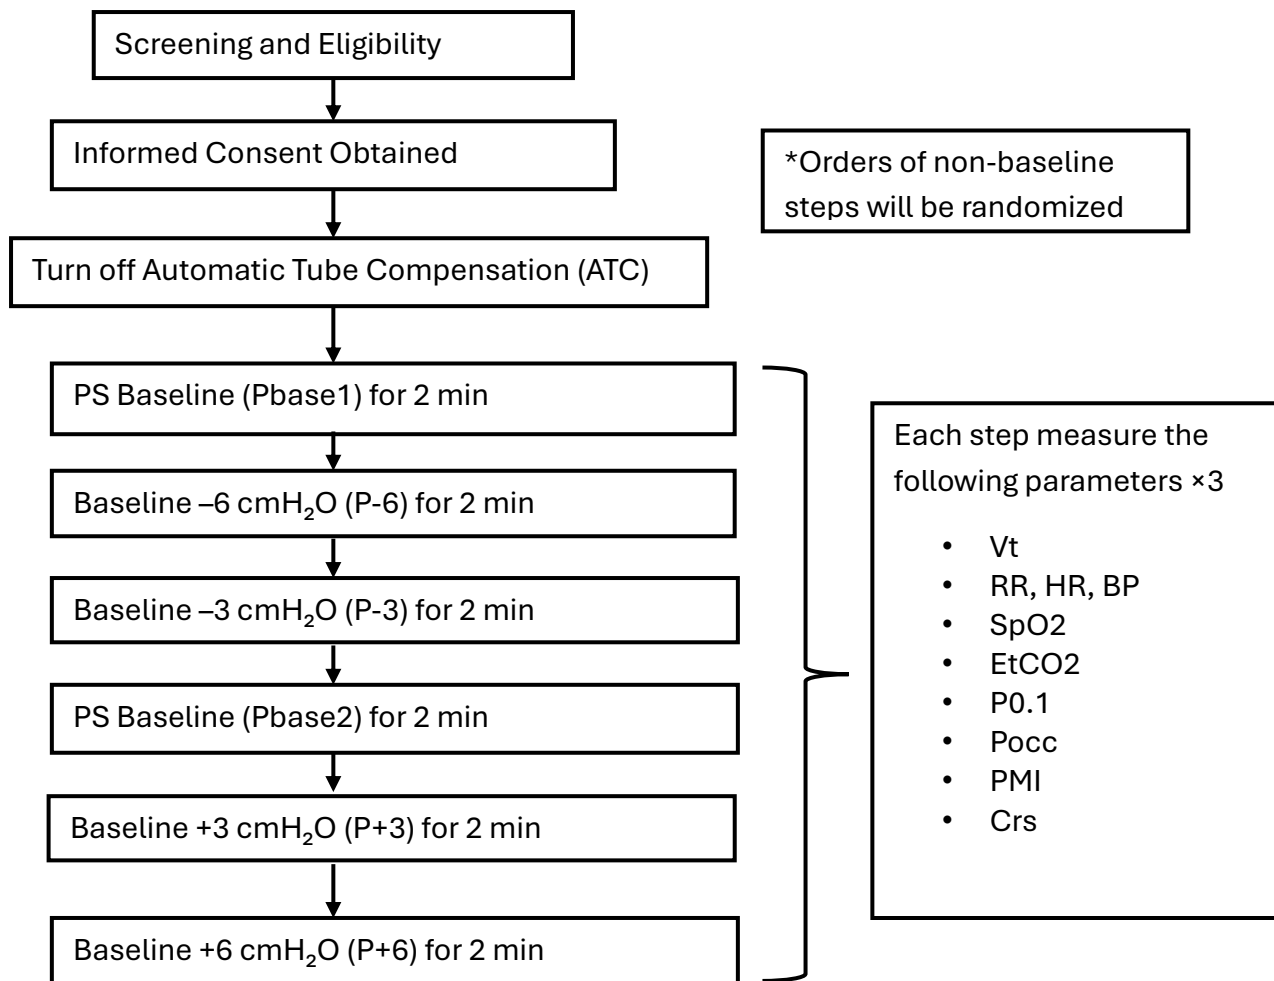 Screening and Eligibility
Informed Consent Obtained
*Orders of non-baseline
steps will be randomized
Turn off Automatic Tube Compensation (ATC)
PS Baseline (Pbase1) for 2 min
Baseline –6 cmH₂O (P-6) for 2 min
Baseline –3 cmH₂O (P-3) for 2 min
PS Baseline (Pbase2) for 2 min
Baseline +3 cmH₂O (P+3) for 2 min
Baseline +6 cmH₂O (P+6) for 2 min
Each step measure the
following parameters ×3
• Vt
• RR, HR, BP
• SpO2
• EtCO2
• P0.1
• Pocc
• PMI
• Crs